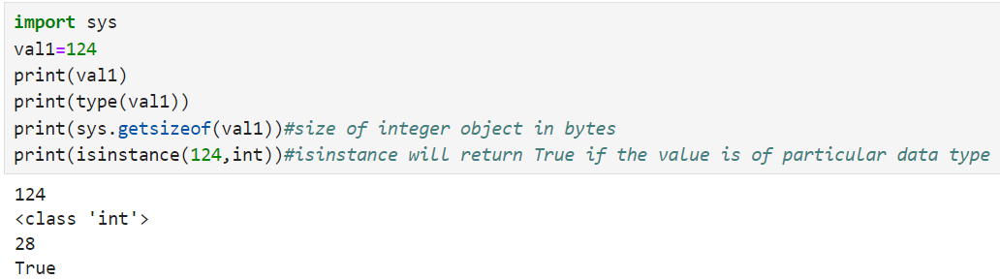 import sys
val1=124
print(val1)
print(type(val1))
print(sys.getsizeof(val1))#size of integer object in bytes
print(isinstance(124,int))#isinstance will return True if the value is of particular data type
124
<class 'int'>
28
True